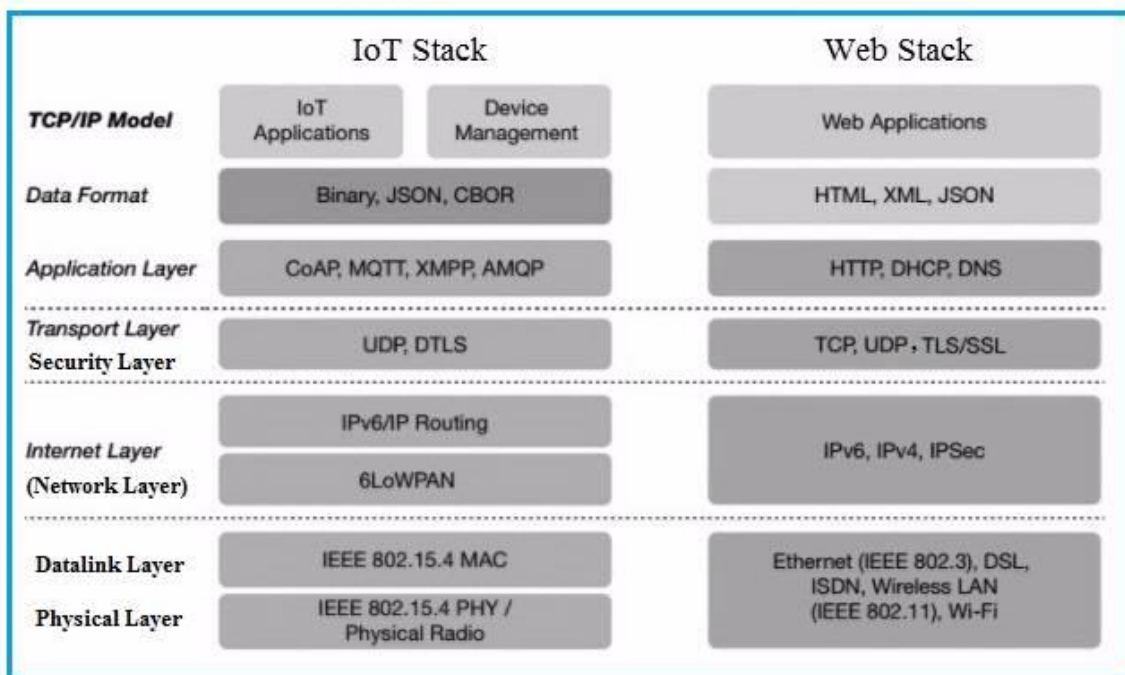 IoT Stack
Web Stack
TCP/IP Model
IoT
Applications
Device
Management
Web Applications
Data Format
Binary, JSON, CBOR
HTML, XML, JSON
Application Layer
CoAP, MQTT, XMPP, AMQP
HTTP, DHCP, DNS
Transport Layer
Security Layer
UDP, DTLS
TCP, UDP，TLS/SSL
Internet Layer
(Network Layer)
IPv6/IP Routing
6LoWPAN
IPv6, IPv4, IPSec
Datalink Layer
IEEE 802.15.4 MAC
Physical Layer
IEEE 802.15.4 PHY /
Physical Radio
Ethernet (IEEE 802.3), DSL,
ISDN, Wireless LAN
(IEEE 802.11), Wi-Fi